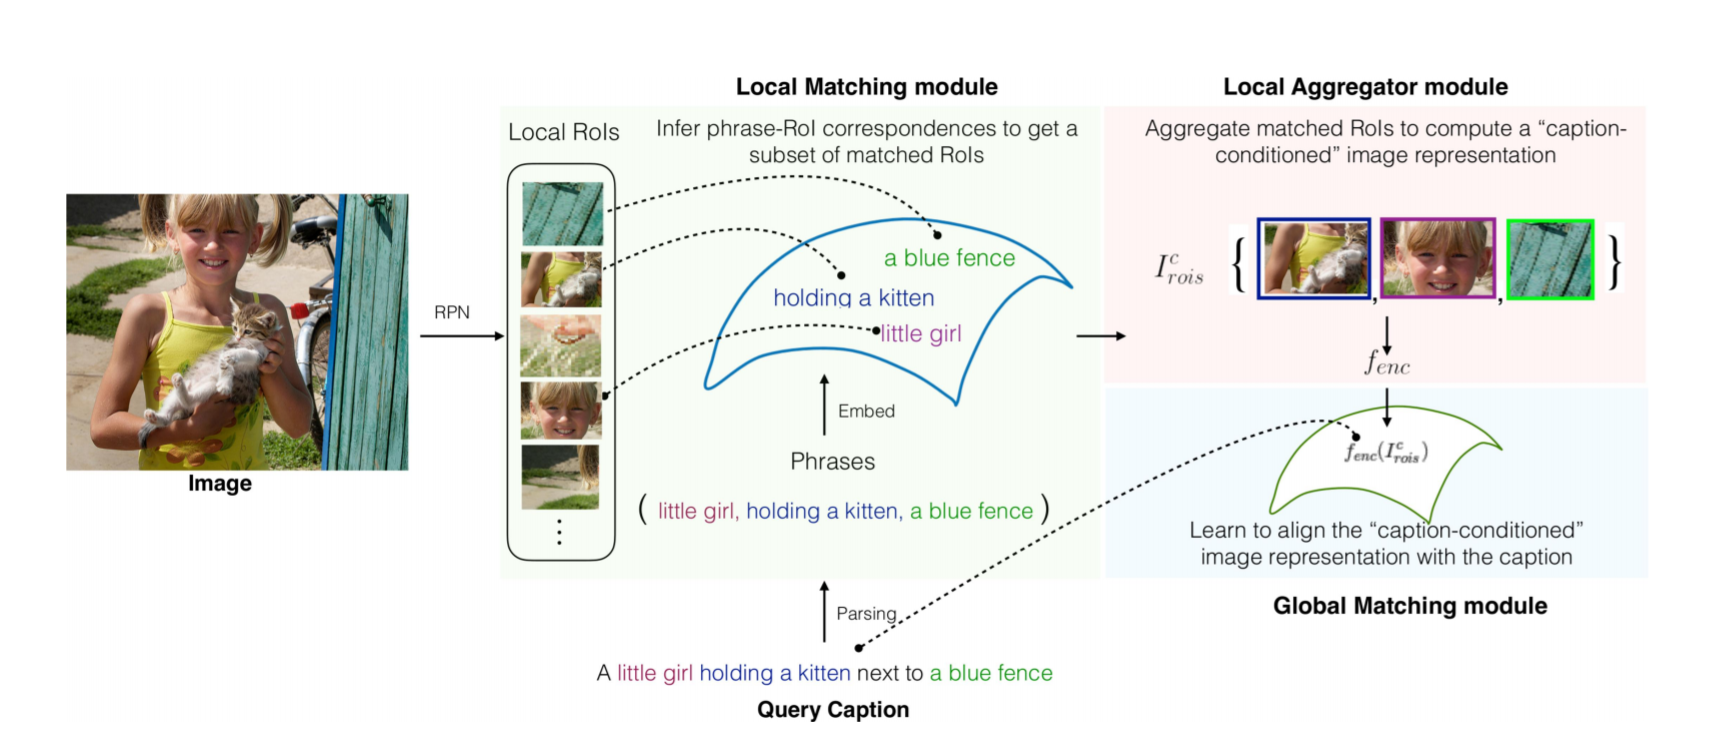 Local Matching module
Local Aggregator module
Local RoIs
Infer phrase-RoI correspondences to get a
subset of matched RoIs
Aggregate matched RoIs to compute a “caption-
conditioned” image representation
a blue fence
holding a kitten
little girl
RPN
I^c_{rois} { , , }
f_{enc}
Embed
Phrases
( little girl, holding a kitten, a blue fence )
f_{enc}(I^c_{rois})
Learn to align the “caption-conditioned”
image representation with the caption
Image
Global Matching module
Parsing
A little girl holding a kitten next to a blue fence
Query Caption